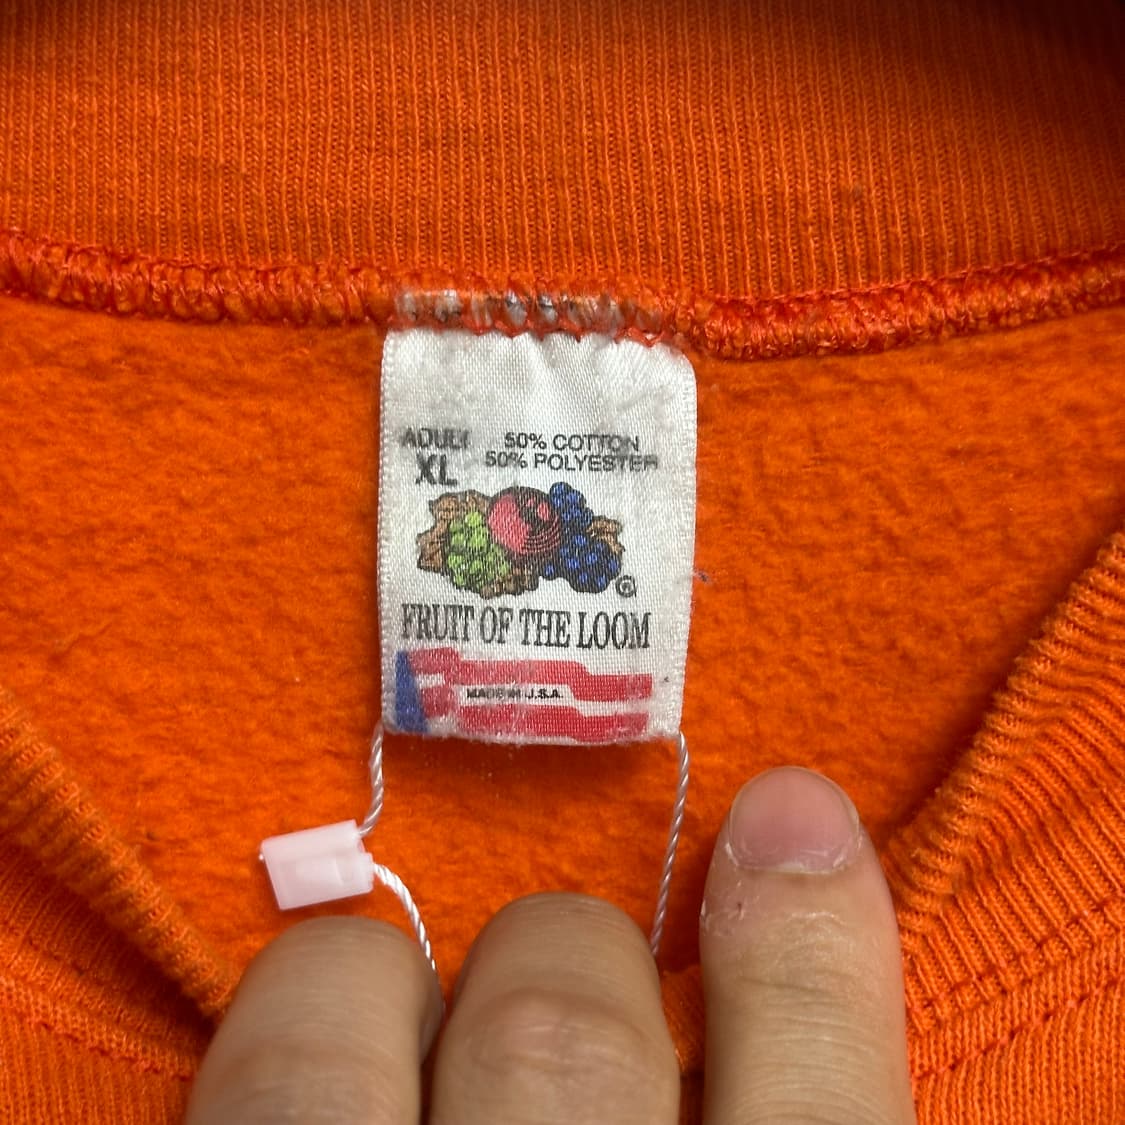 ADULT
XL
50% COTTON
50% POLYESTER
®
FRUIT OF THE LOOM
MADE IN U.S.A.